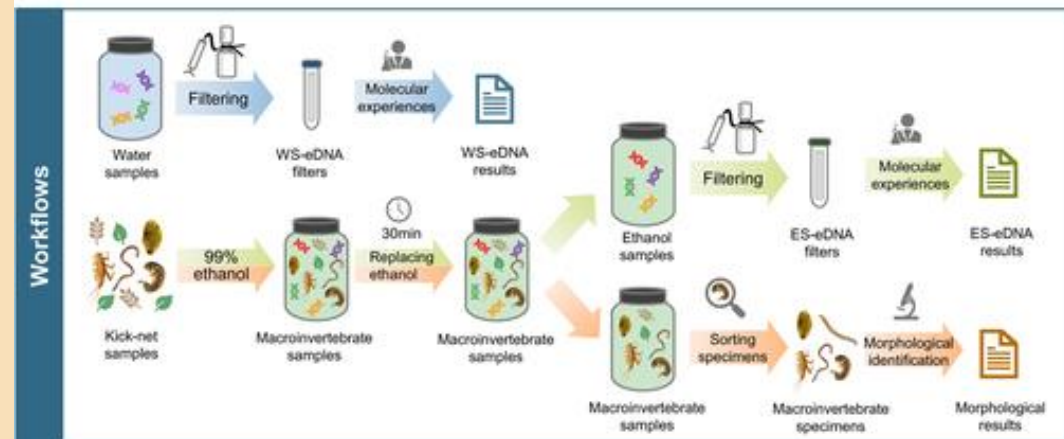 Workflows
Filtering
Molecular
experiences
Water
samples
WS-eDNA
filters
WS-eDNA
results
99%
ethanol
30min
Replacing
ethanol
Kick-net
samples
Macroinvertebrate
samples
Macroinvertebrate
samples
Filtering
Molecular
experiences
Ethanol
samples
ES-eDNA
filters
ES-eDNA
results
Sorting
specimens
Morphological
identification
Macroinvertebrate
samples
Macroinvertebrate
specimens
Morphological
results